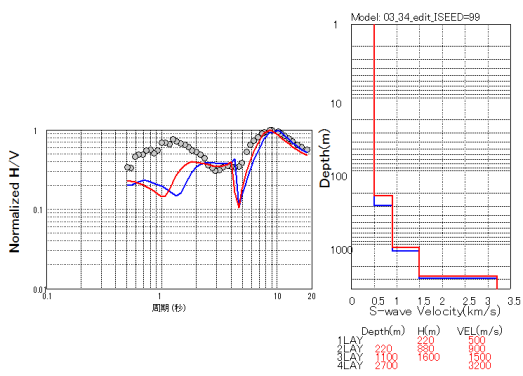 Model: 03_34_edit_ISEED=99
1
10
100
1000
Depth(m)
0 0.5 1 1.5 2 2.5 3 3.5
S-wave Velocity(km/s)
Normalized H/V
1
0.1
0.01
0.1 1 10 100
周期(秒)
Depth(m) H(m) VEL(m/s)
1LAY 220 500
2LAY 220 880 900
3LAY 1100 1600 1500
4LAY 2700 3200